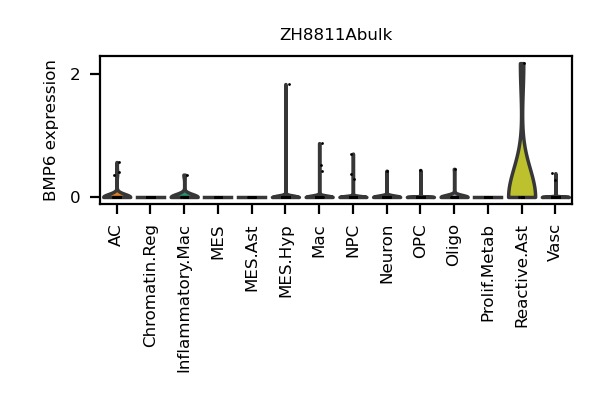 ZH8811Abulk
BMP6 expression
2
0
AC
Chromatin.Reg
Inflammatory.Mac
MES
MES.Ast
MES.Hyp
Mac
NPC
Neuron
OPC
Oligo
Prolif.Metab
Reactive.Ast
Vasc